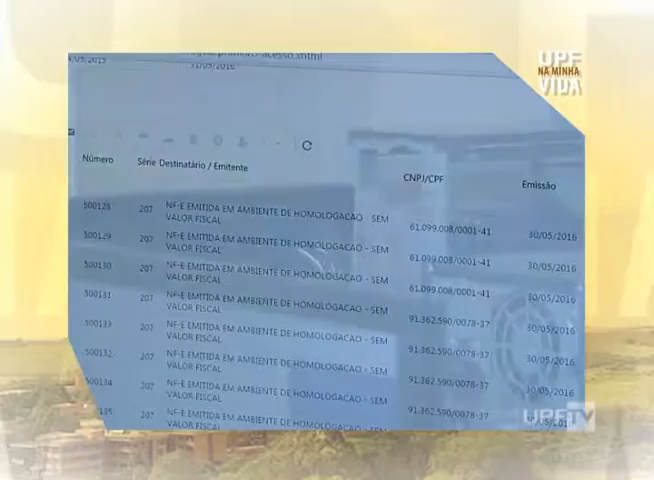 UPF
NA MINHA
VIDA
31/05/2016
Número Série Destinatário / Emitente CNPJ/CPF Emissão
500128 207 NF-E EMITIDA EM AMBIENTE DE HOMOLOGACAO - SEM 61.099.008/0001-41 30/05/2016
VALOR FISCAL
500129 207 NF-E EMITIDA EM AMBIENTE DE HOMOLOGACAO - SEM 61.099.008/0001-41 30/05/2016
VALOR FISCAL
500130 207 NF-E EMITIDA EM AMBIENTE DE HOMOLOGACAO - SEM 61.099.008/0001-41 30/05/2016
VALOR FISCAL
500131 207 NF-E EMITIDA EM AMBIENTE DE HOMOLOGACAO - SEM 91.362.590/0078-37 30/05/2016
VALOR FISCAL
500133 207 NF-E EMITIDA EM AMBIENTE DE HOMOLOGACAO - SEM 91.362.590/0078-37 30/05/2016
VALOR FISCAL
500132 207 NF-E EMITIDA EM AMBIENTE DE HOMOLOGACAO - SEM 91.362.590/0078-37 30/05/2016
VALOR FISCAL
500134 207 NF-E EMITIDA EM AMBIENTE DE HOMOLOGACAO - SEM 91.362.590/0078-37
VALOR FISCAL
135 207 NF-E EMITIDA EM AMBIENTE DE HOMOLOGACAO - SEM
VALOR FISCAL
UPFTV